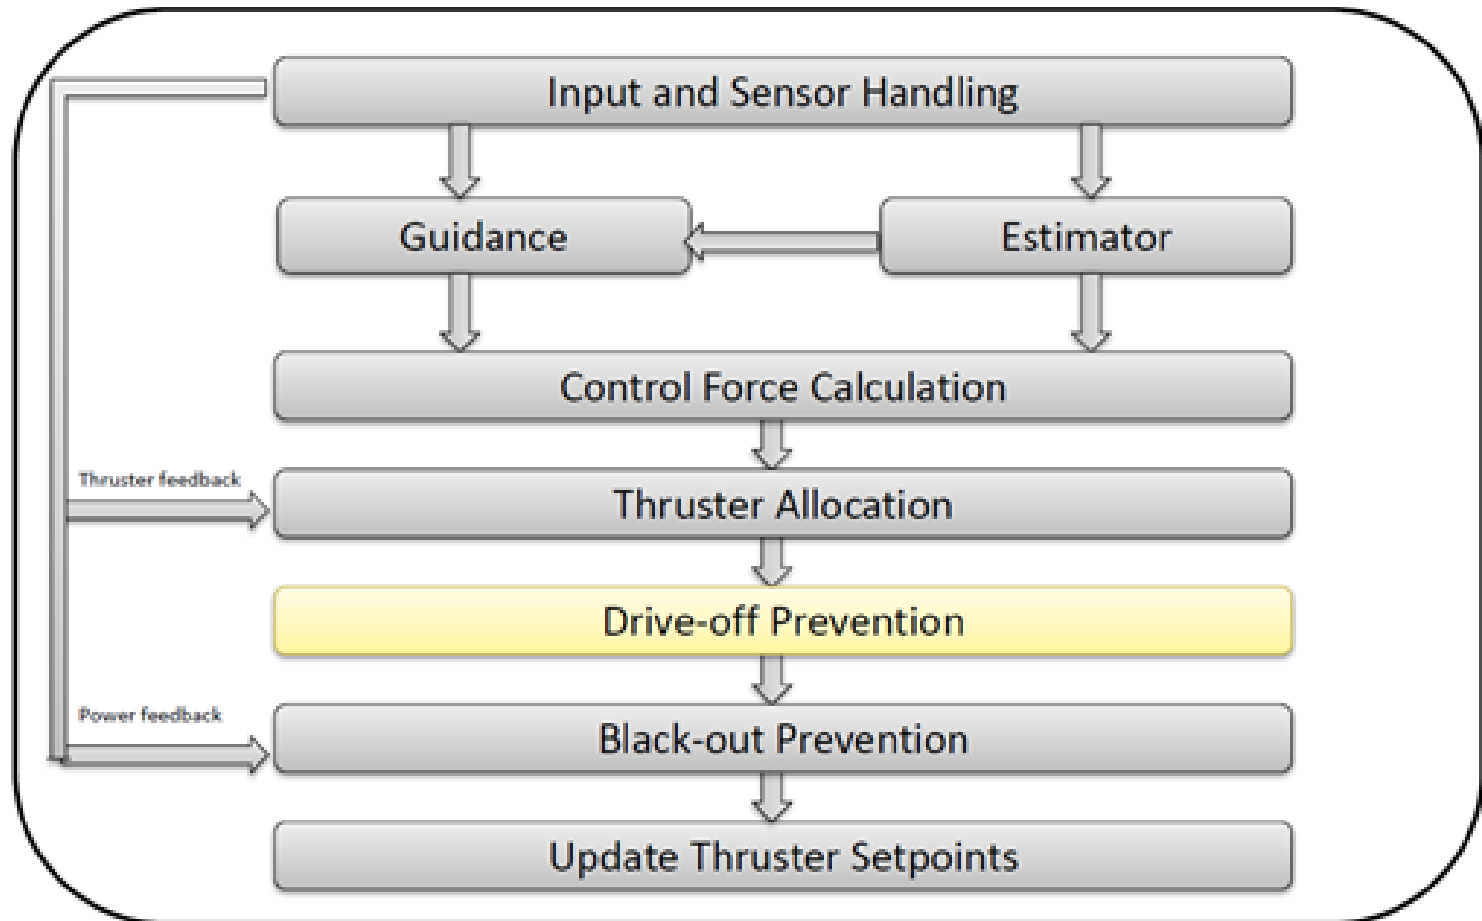 Input and Sensor Handling
Guidance
Estimator
Control Force Calculation
Thruster feedback
Thruster Allocation
Drive-off Prevention
Power feedback
Black-out Prevention
Update Thruster Setpoints